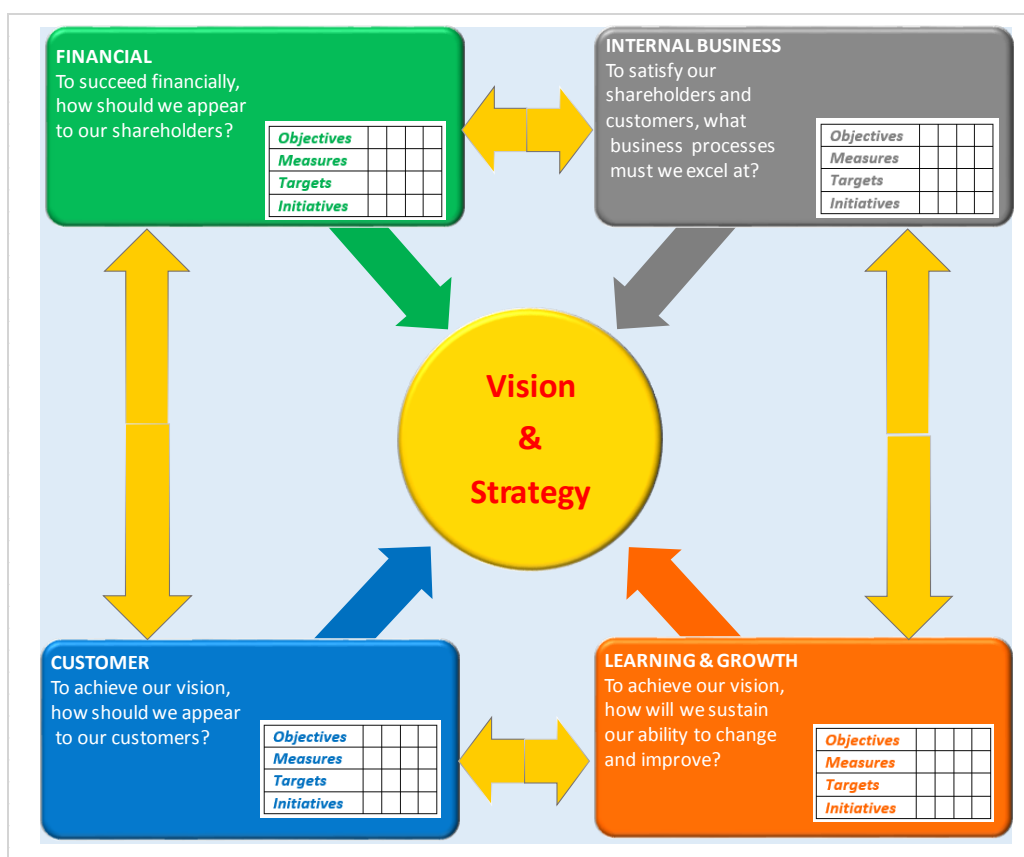 FINANCIAL
To succeed financially,
how should we appear
to our shareholders?
Objectives
Measures
Targets
Initiatives
INTERNAL BUSINESS
To satisfy our
shareholders and
customers, what
business processes
must we excel at?
Objectives
Measures
Targets
Initiatives
Vision
&
Strategy
CUSTOMER
To achieve our vision,
how should we appear
to our customers?
Objectives
Measures
Targets
Initiatives
LEARNING & GROWTH
To achieve our vision,
how will we sustain
our ability to change
and improve?
Objectives
Measures
Targets
Initiatives